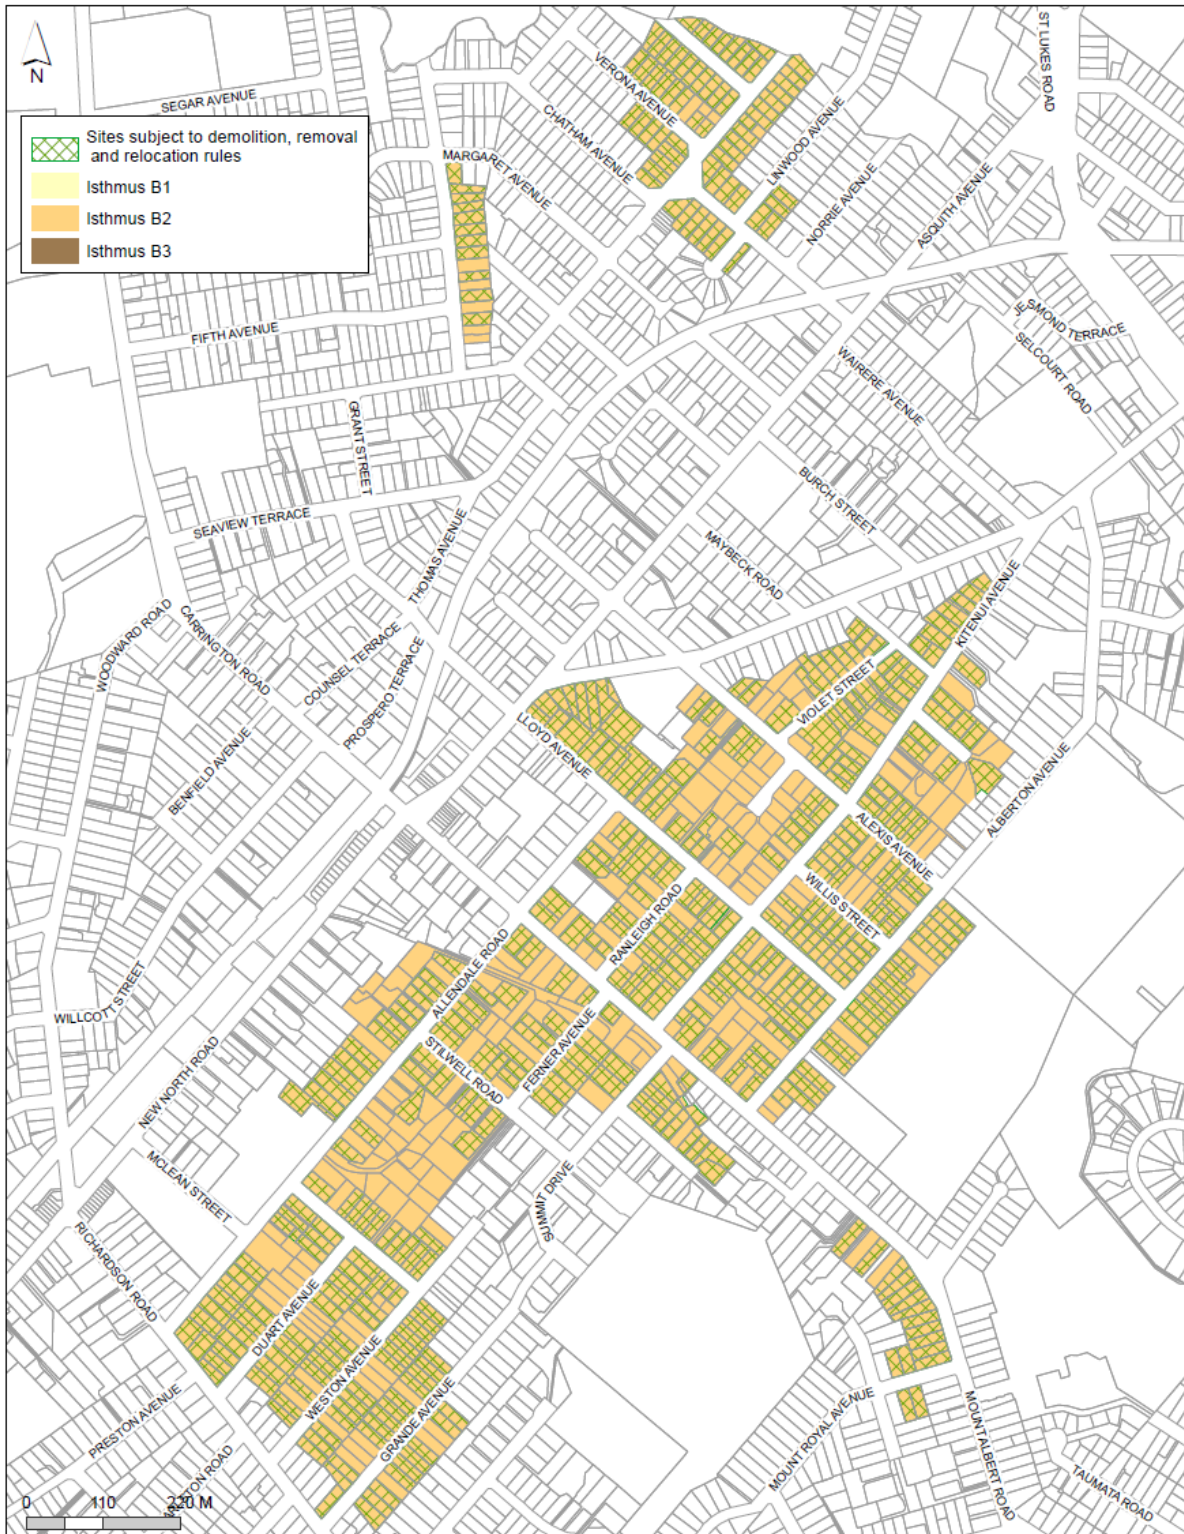 N
ST LUKES ROAD
VERONA AVENUE
SEGAR AVENUE
CHATHAM AVENUE
LINWOOD AVENUE
Sites subject to demolition, removal
and relocation rules
Isthmus B1
Isthmus B2
Isthmus B3
MARGARET AVENUE
NORRIE AVENUE
ASQUITH AVENUE
FIFTH AVENUE
SMOND TERRACE
SELCOURT ROAD
WAIRERE AVENUE
GRANT STREET
BURCH STREET
SEAVIEW TERRACE
THOMAS AVENUE
MAYBECK ROAD
KITENUI AVENUE
WOODWARD ROAD
CARRINGTON ROAD
COUNSEL TERRACE
PROSPERO TERRACE
VIOLET STREET
LLOYD AVENUE
BENFIELD AVENUE
ALBERTON AVENUE
ALEXIS AVENUE
WILLIS STREET
RANLEIGH ROAD
ALLENDALE ROAD
WILLCOTT STREET
FERNER AVENUE
STILWELL ROAD
NEW NORTH ROAD
MCLEAN STREET
SUMMIT DRIVE
RICHARDSON ROAD
DUART AVENUE
WESTON AVENUE
GRANDE AVENUE
PRESTON AVENUE
MOUNT ROYAL AVENUE
MOUNT ALBERT ROAD
TAUMATA ROAD
0 110 220 M